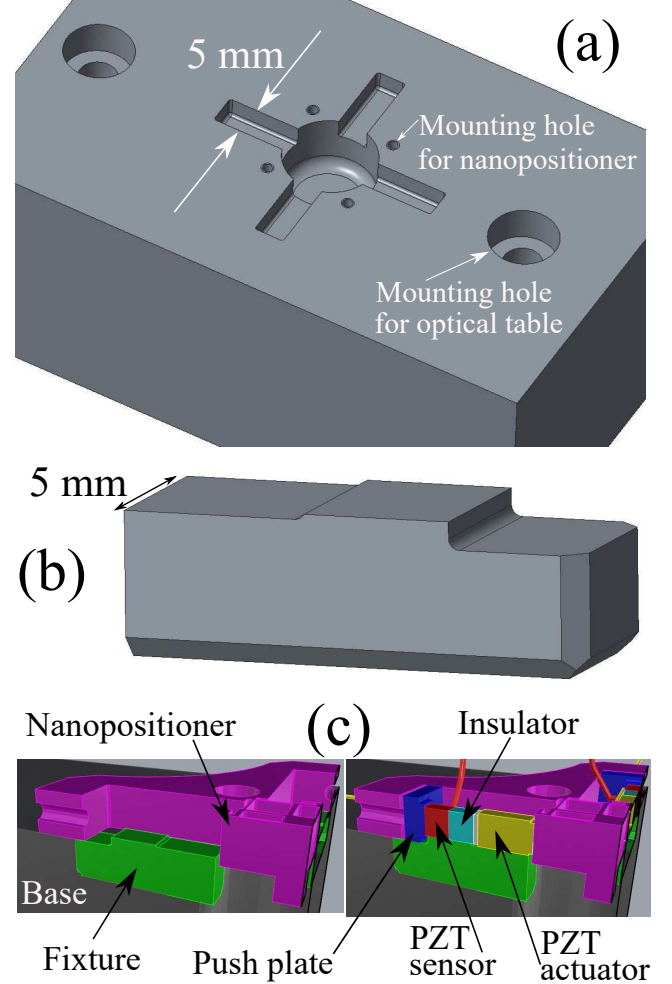 (a)
5 mm
Mounting hole
for nanopositioner
Mounting hole
for optical table
5 mm
(b)
(c)
Nanopositioner
Insulator
Base
Fixture
Push plate
PZT
sensor
PZT
actuator